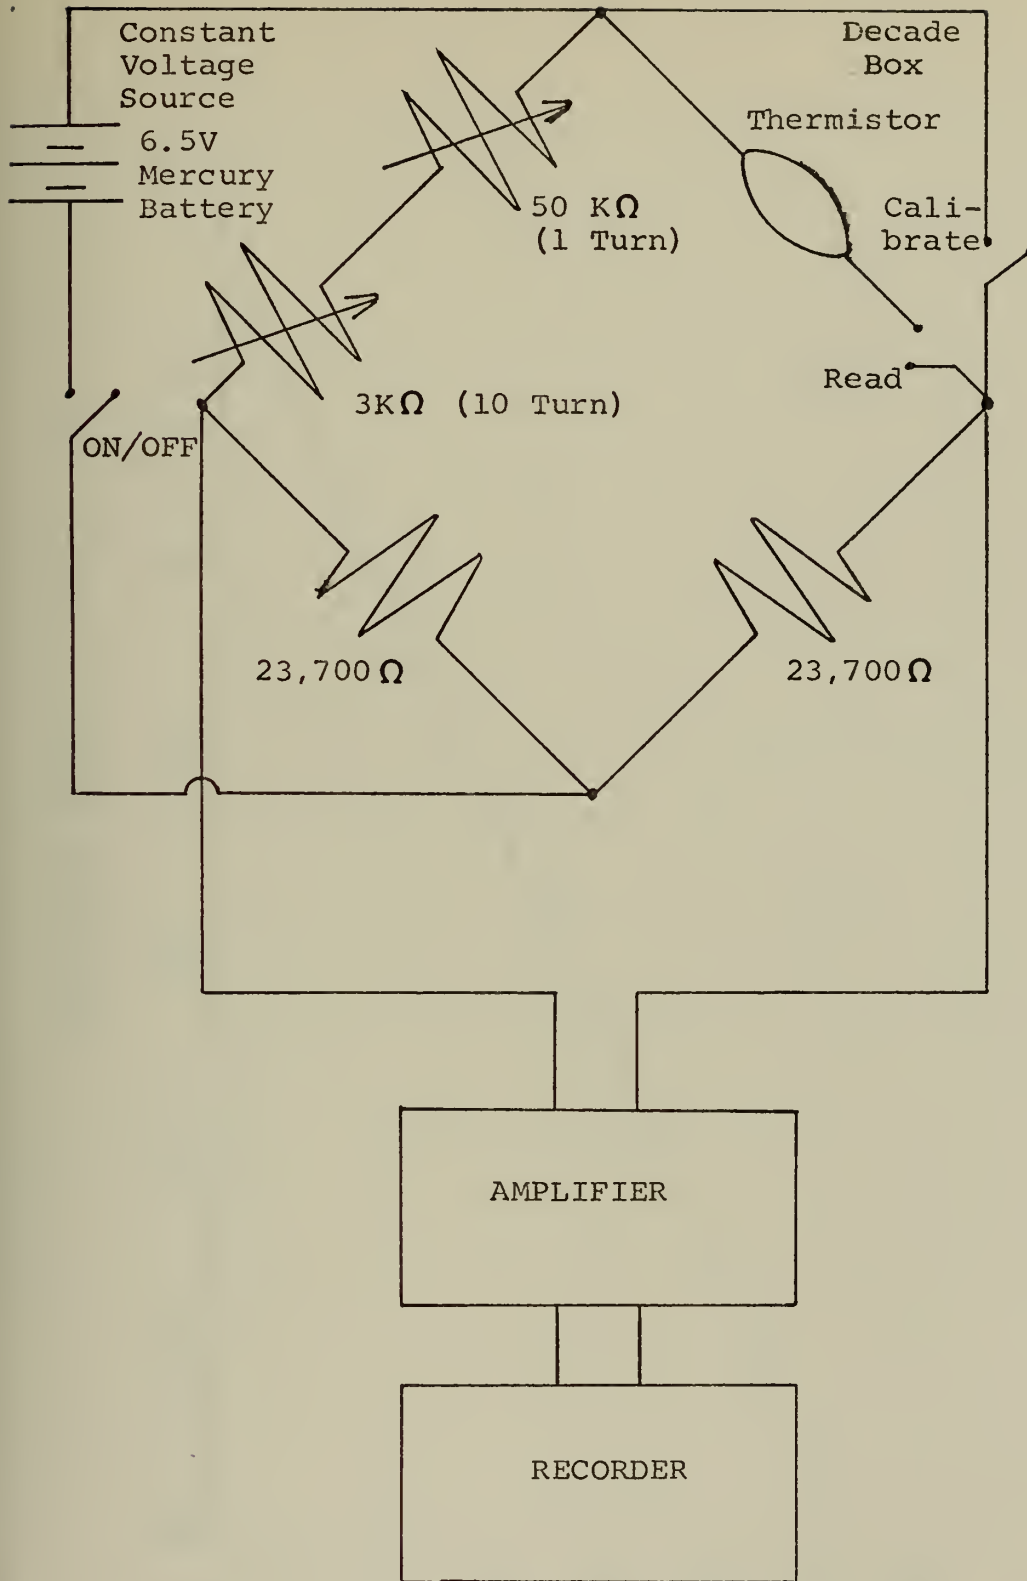 Constant
Voltage
Source
6.5V
Mercury
Battery
Decade
Box
Thermistor
50 KΩ
(1 Turn)
Cali-
brate
Read
3KΩ (10 Turn)
ON/OFF
23,700Ω
23,700Ω
AMPLIFIER
RECORDER